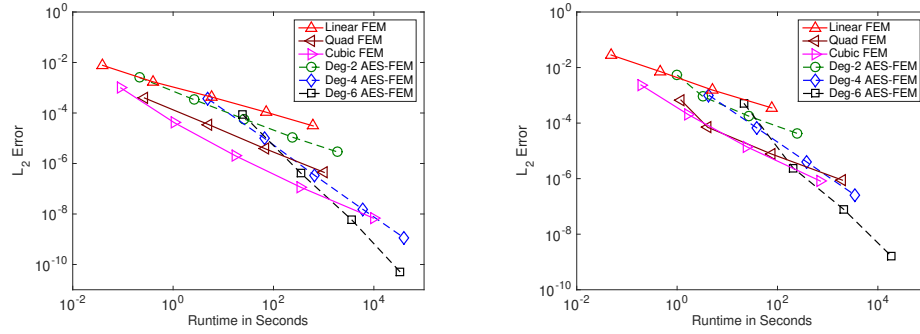 Linear FEM
Quad FEM
Cubic FEM
Deg-2 AES-FEM
Deg-4 AES-FEM
Deg-6 AES-FEM
10^0
10^-2
10^-4
10^-6
10^-8
10^-10
L_2 Error
10^-2
10^0
10^2
10^4
Runtime in Seconds
Linear FEM
Quad FEM
Cubic FEM
Deg-2 AES-FEM
Deg-4 AES-FEM
Deg-6 AES-FEM
10^0
10^-2
10^-4
10^-6
10^-8
10^-10
L_2 Error
10^-2
10^0
10^2
10^4
Runtime in Seconds